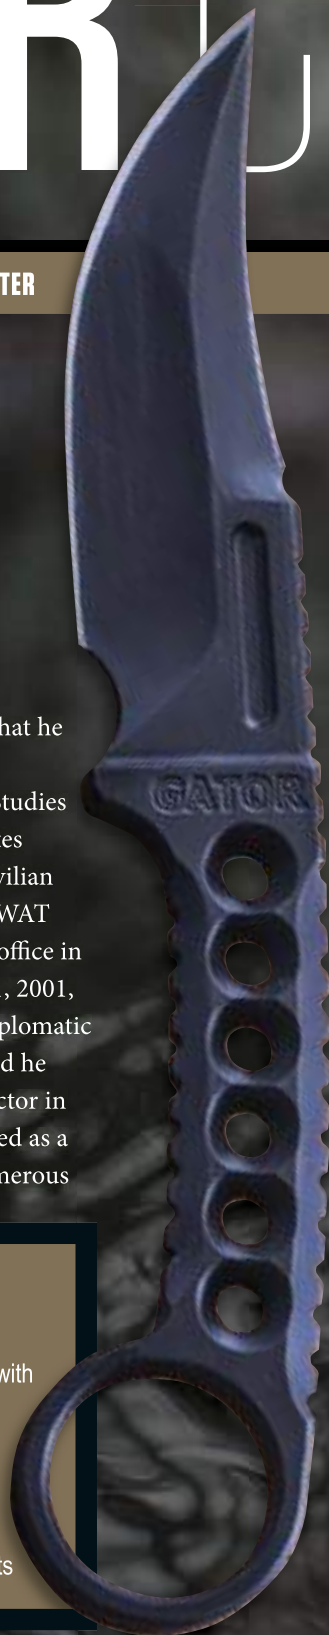 R
TER
hat he
Studies
tes
vilian
WAT
office in
, 2001,
plomatic
d he
ctor in
ed as a
merous
GATOR
with
ts